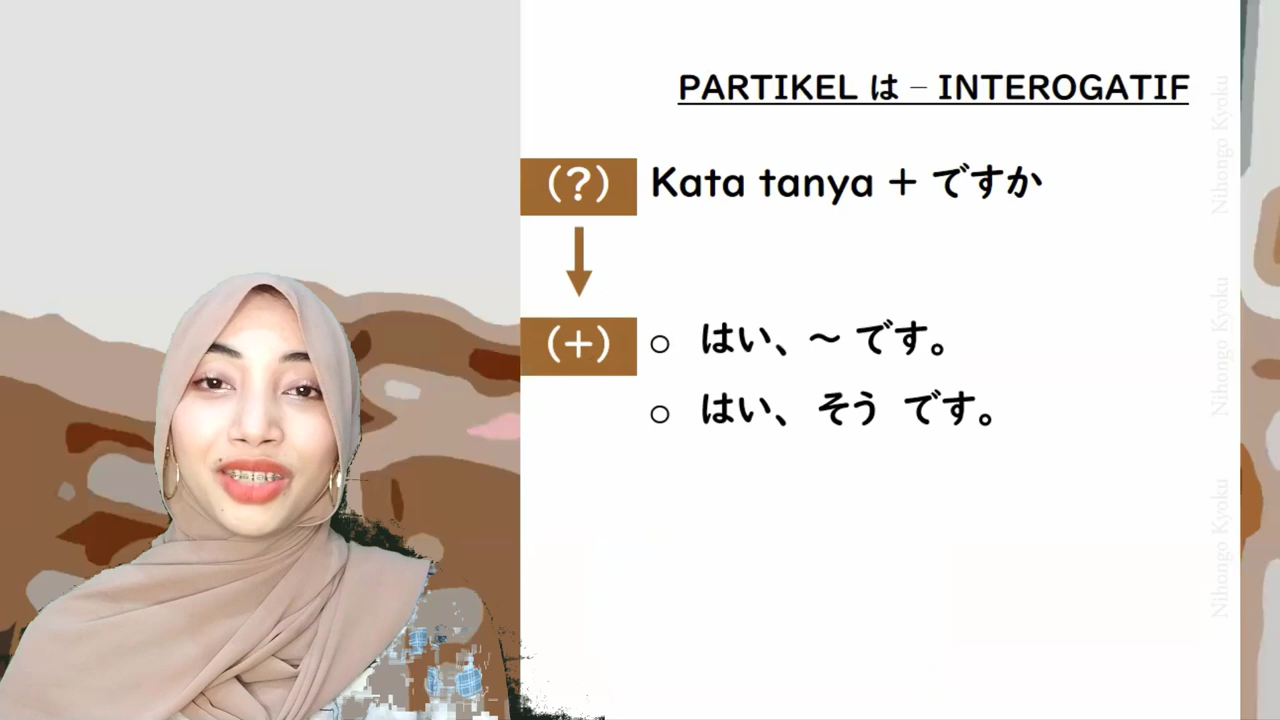 PARTIKEL は – INTEROGATIF
(?) Kata tanya + ですか
(+) ○ はい、～ です。
○ はい、そう です。
Nihongo Kyoku
Nihongo Kyoku
Nihongo Kyoku